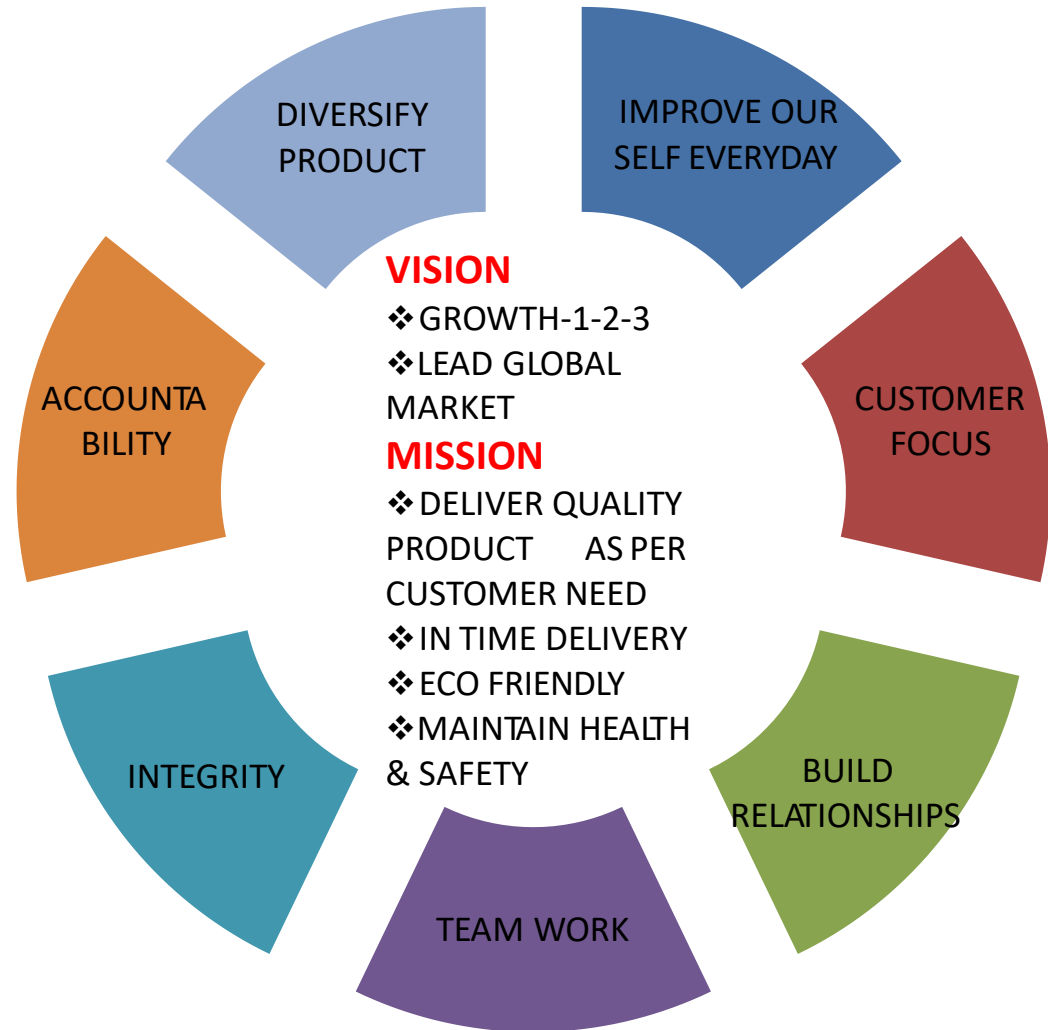 DIVERSIFY
PRODUCT
IMPROVE OUR
SELF EVERYDAY
CUSTOMER
FOCUS
BUILD
RELATIONSHIPS
TEAM WORK
INTEGRITY
ACCOUNTA
BILITY
VISION
❖GROWTH-1-2-3
❖LEAD GLOBAL
MARKET
MISSION
❖DELIVER QUALITY
PRODUCT AS PER
CUSTOMER NEED
❖IN TIME DELIVERY
❖ECO FRIENDLY
❖MAINTAIN HEALTH
& SAFETY